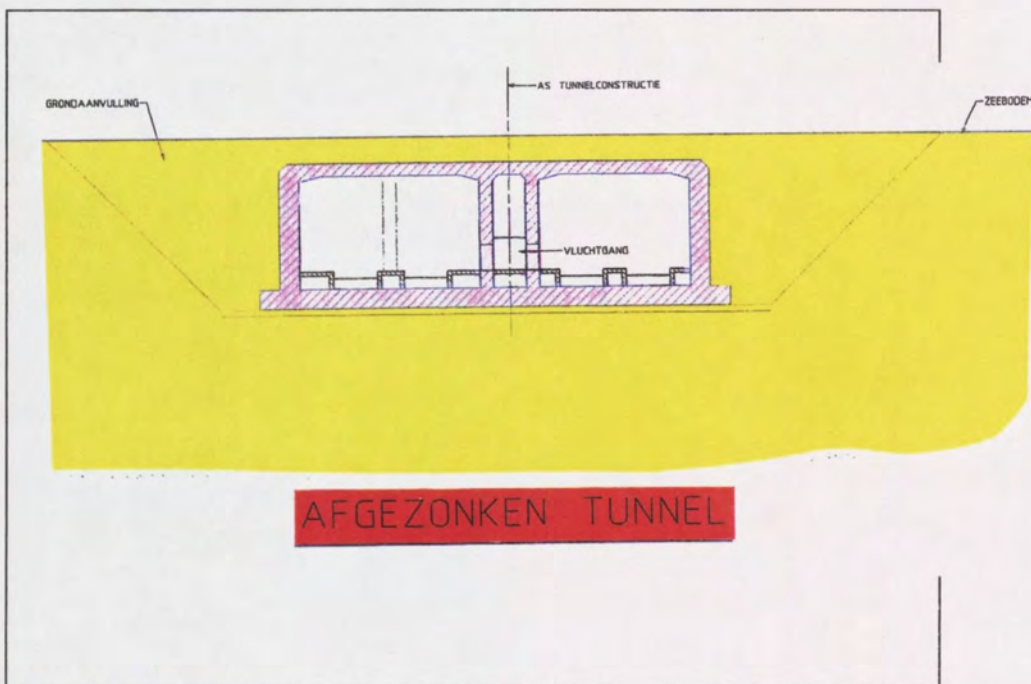 AS TUNNELCONSTRUCTIE
GRONDAANVULLING
ZEEBODEM
VLUCHTGANG
AFGEZONKEN TUNNEL